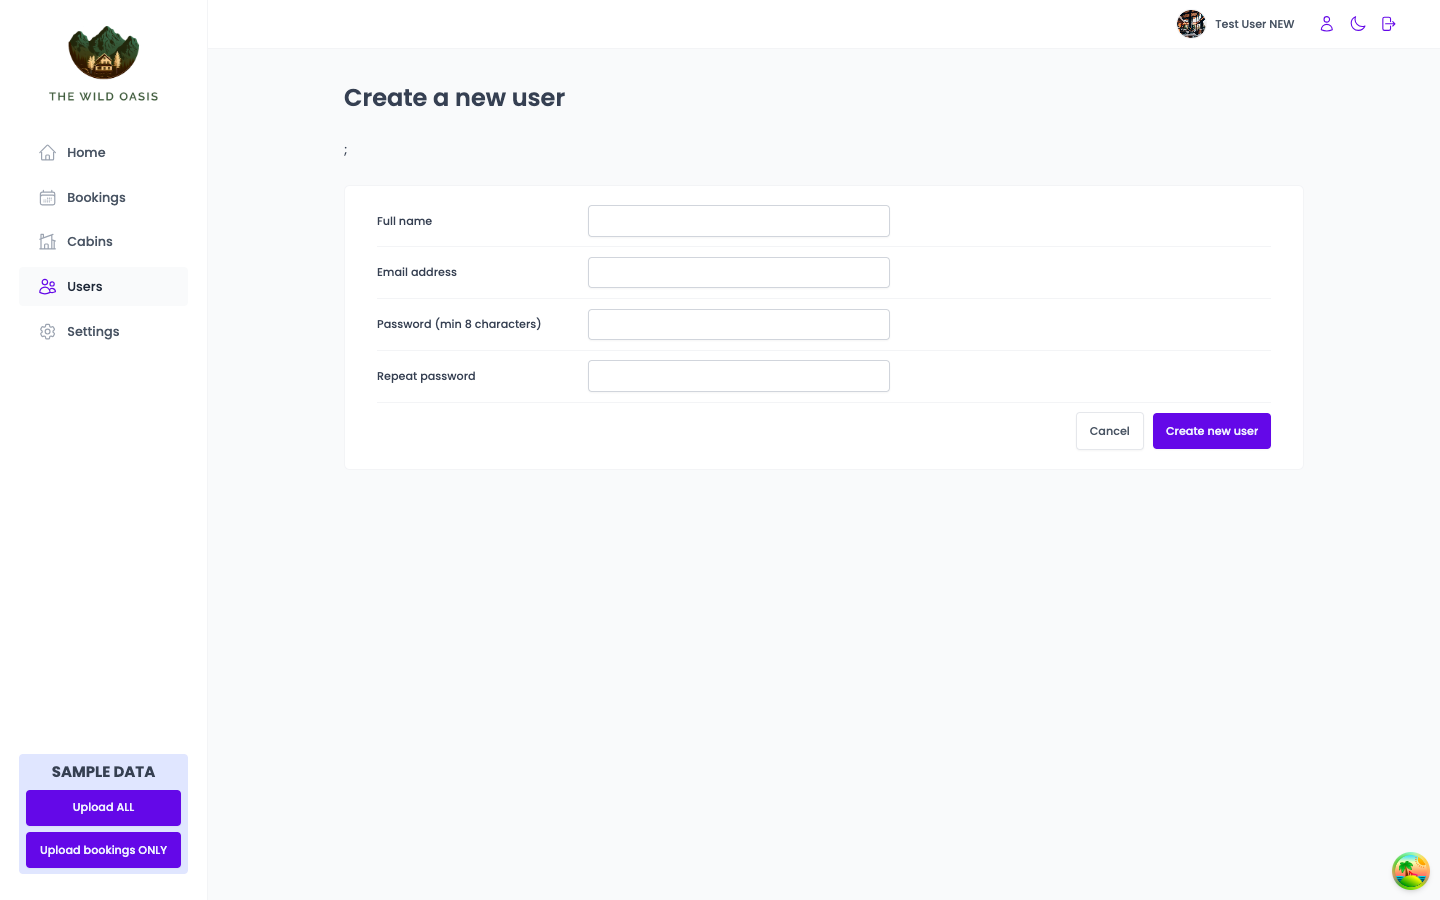 THE WILD OASIS
Home
Bookings
Cabins
Users
Settings
SAMPLE DATA
Upload ALL
Upload bookings ONLY
Test User NEW
Create a new user
;
Full name
Email address
Password (min 8 characters)
Repeat password
Cancel
Create new user